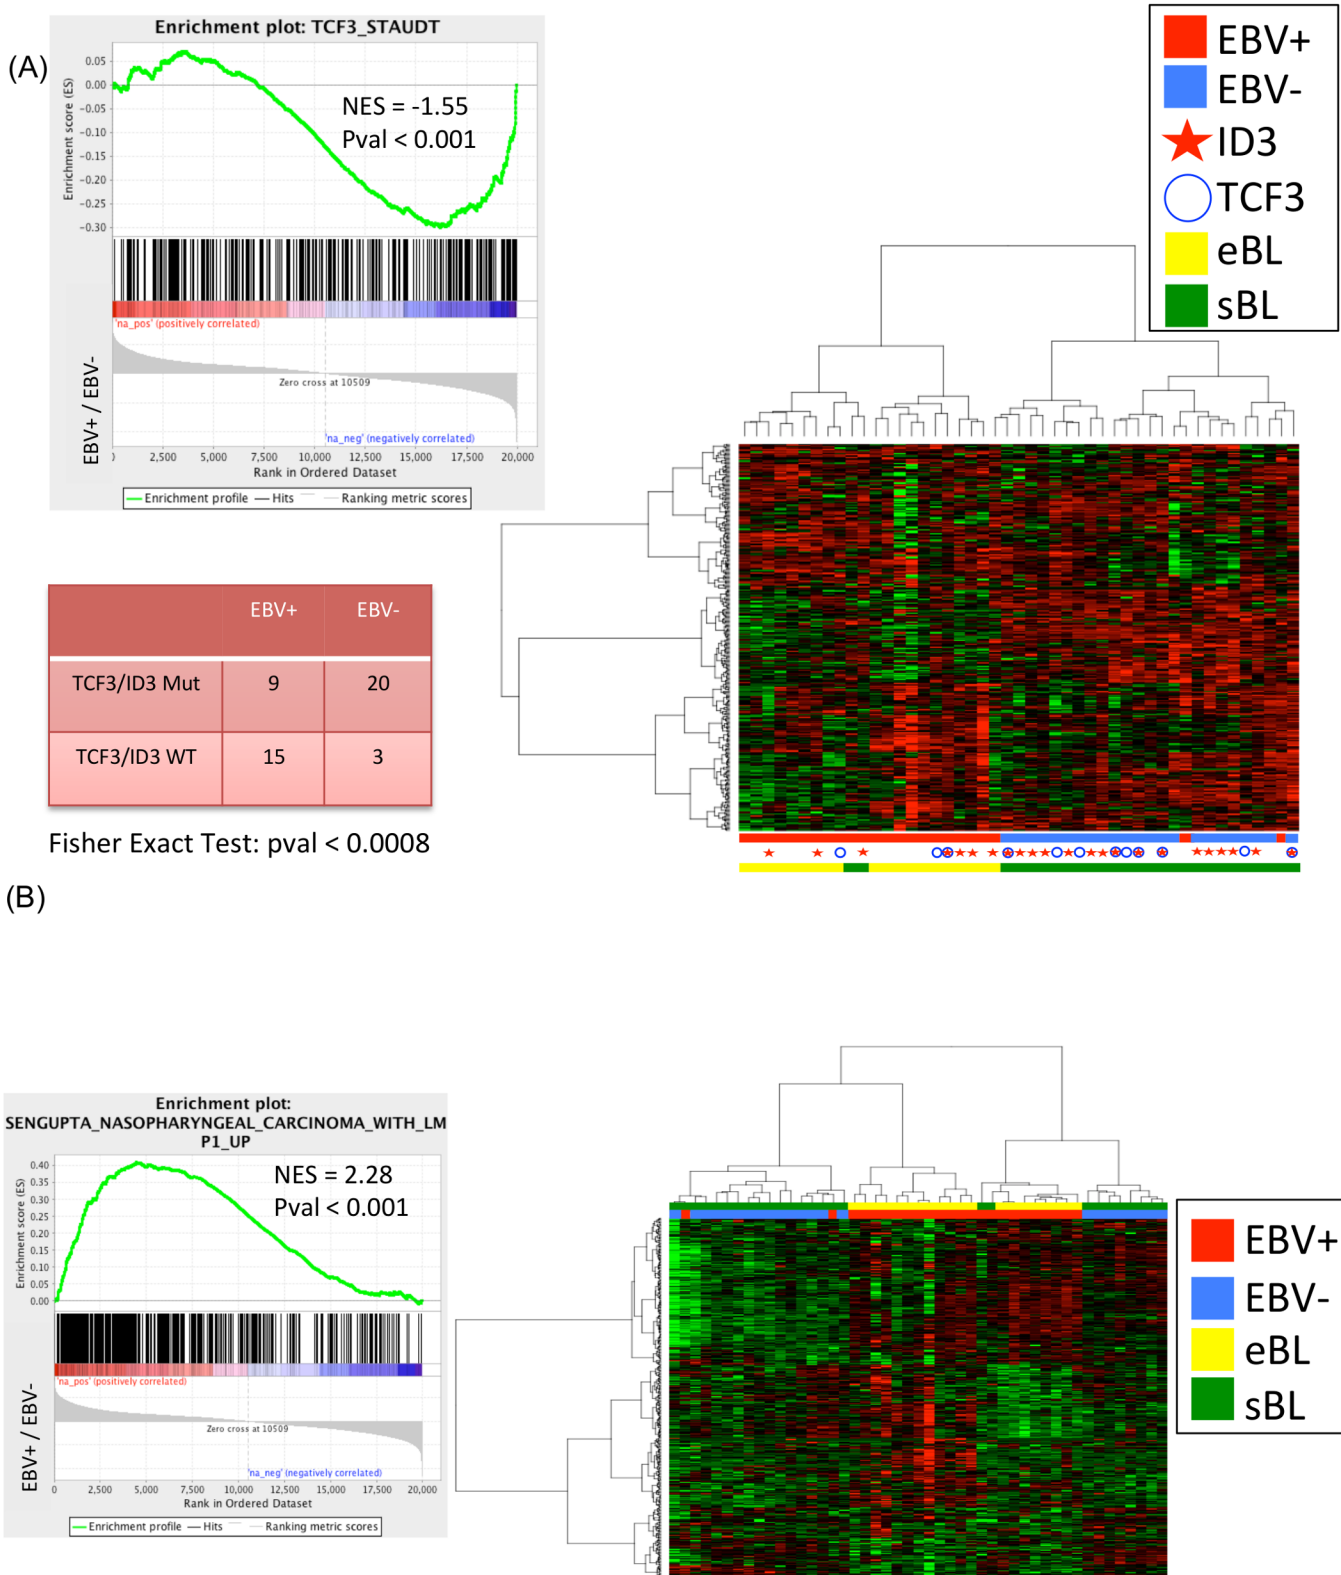 (A)
Enrichment plot: TCF3_STAUDT
Enrichment score (ES)
0.05
0.00
-0.05
-0.10
-0.15
-0.20
-0.25
-0.30
NES = -1.55
Pval < 0.001
'na_pos' (positively correlated)
Zero cross at 10509
'na_neg' (negatively correlated)
EBV+ / EBV-
2,500 5,000 7,500 10,000 12,500 15,000 17,500 20,000
Rank in Ordered Dataset
Enrichment profile Hits Ranking metric scores
EBV+
EBV-
ID3
TCF3
eBL
sBL
EBV+ EBV-
TCF3/ID3 Mut 9 20
TCF3/ID3 WT 15 3
Fisher Exact Test: pval < 0.0008
(B)
Enrichment plot:
SENGUPTA_NASOPHARYNGEAL_CARCINOMA_WITH_LM
P1_UP
Enrichment score (ES)
0.40
0.35
0.30
0.25
0.20
0.15
0.10
0.05
0.00
NES = 2.28
Pval < 0.001
'na_pos' (positively correlated)
Zero cross at 10509
'na_neg' (negatively correlated)
EBV+ / EBV-
0 2,500 5,000 7,500 10,000 12,500 15,000 17,500 20,000
Rank in Ordered Dataset
Enrichment profile Hits Ranking metric scores
EBV+
EBV-
eBL
sBL